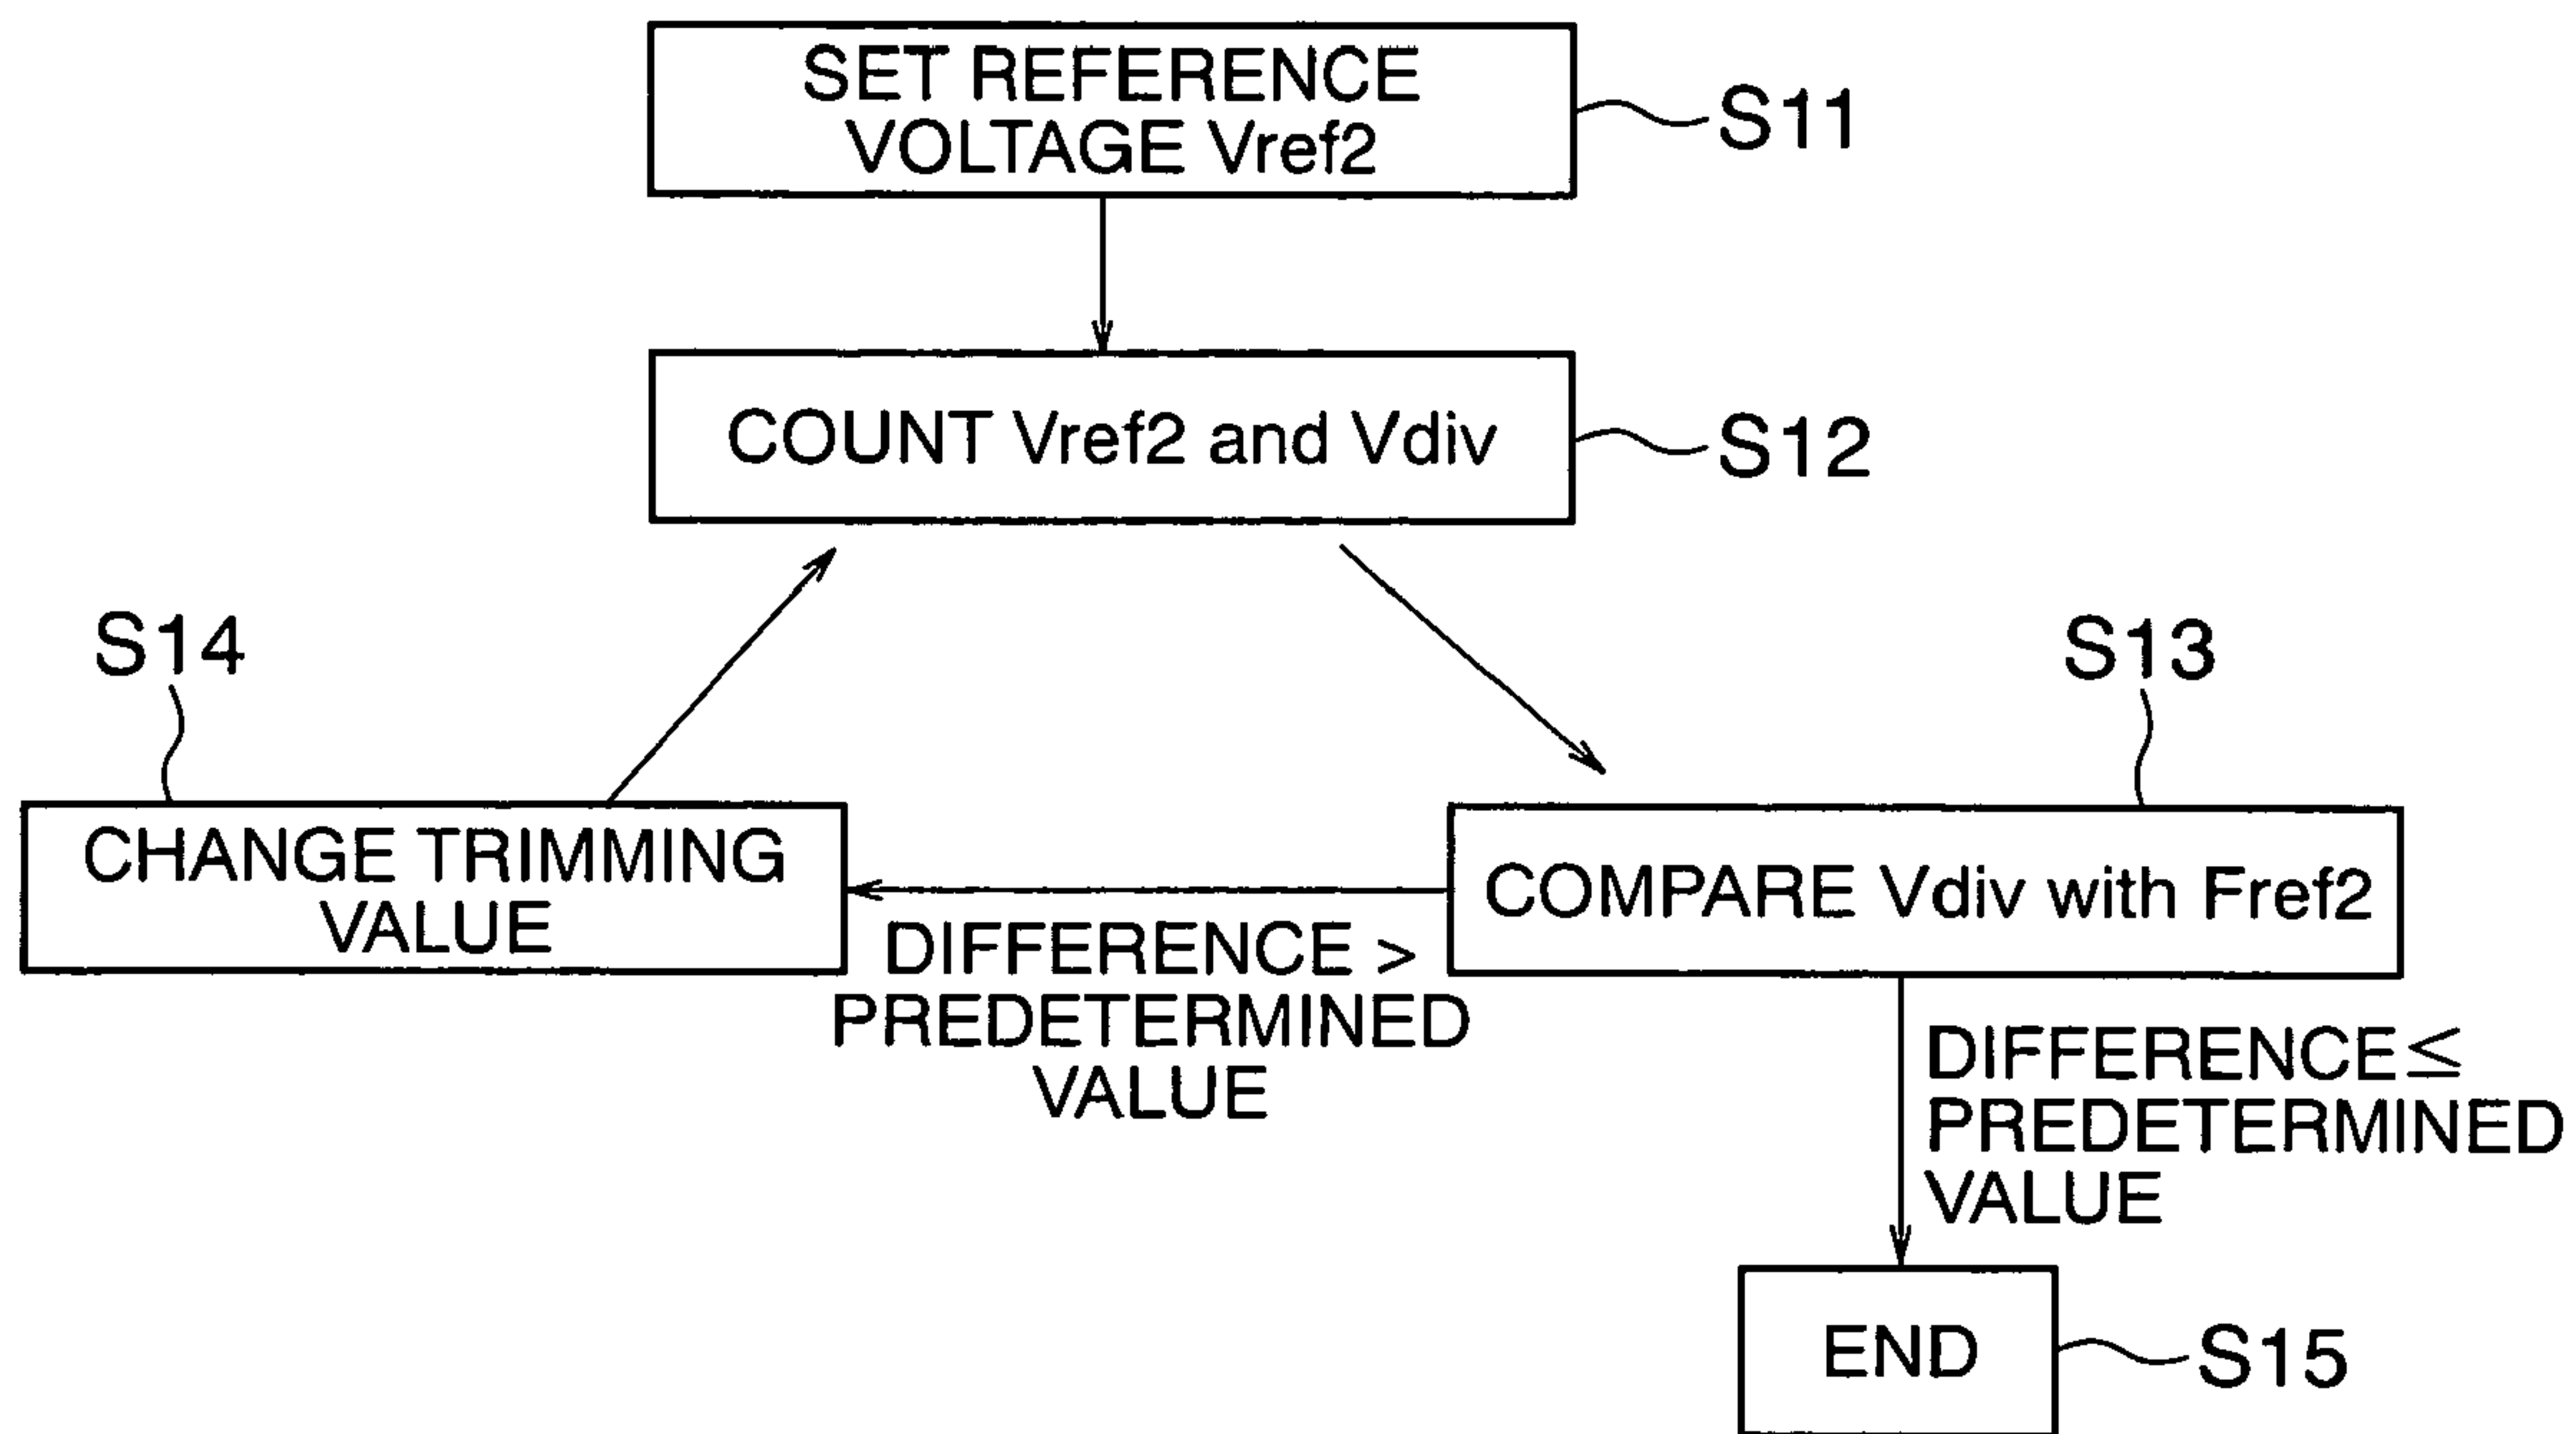 SET REFERENCE
VOLTAGE Vref2
S11
COUNT Vref2 and Vdiv
S12
S14
S13
CHANGE TRIMMING
VALUE
COMPARE Vdiv with Fref2
DIFFERENCE >
PREDETERMINED
VALUE
DIFFERENCE≤
PREDETERMINED
VALUE
END
S15